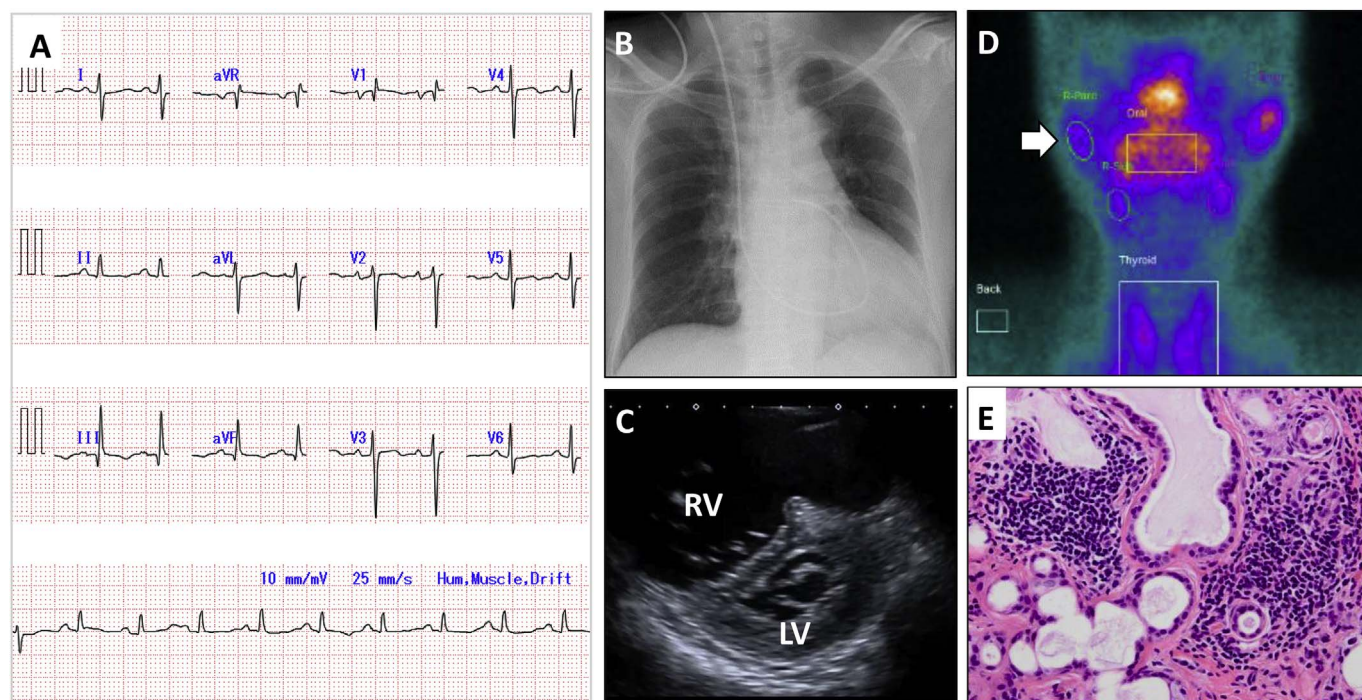 A
I
aVR
V1
V4
II
aVL
V2
V5
III
aVF
V3
V6
10 mm/mV 25 mm/s Hum,Muscle,Drift
B
C
RV
LV
D
R-Paro
Oral
Thyroid
Back
E